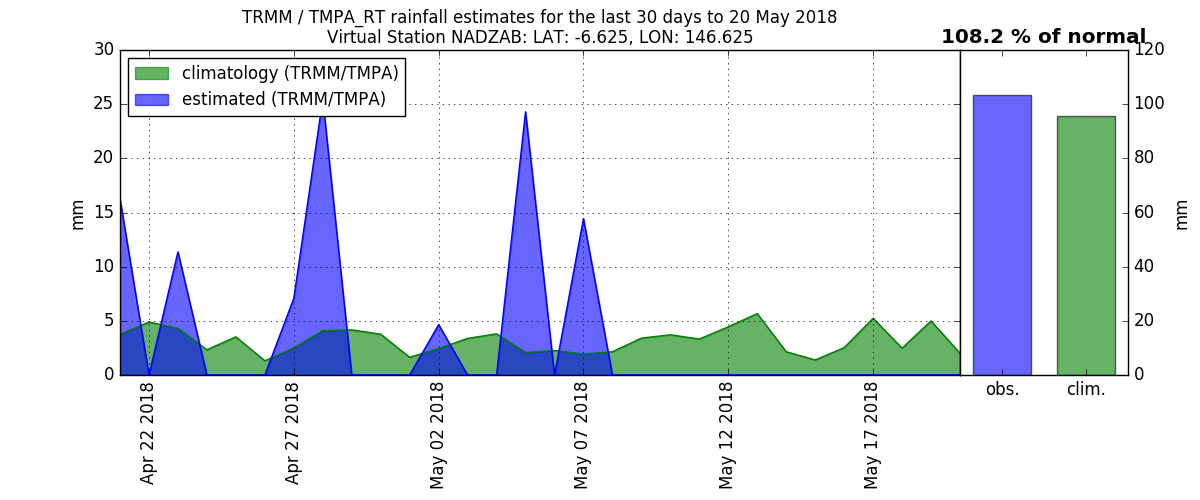 TRMM / TMPA_RT rainfall estimates for the last 30 days to 20 May 2018
Virtual Station NADZAB: LAT: -6.625, LON: 146.625
108.2 % of normal
climatology (TRMM/TMPA)
estimated (TRMM/TMPA)
mm
30
25
20
15
10
5
0
Apr 22 2018
Apr 27 2018
May 02 2018
May 07 2018
May 12 2018
May 17 2018
obs.
clim.
120
100
80
60
40
20
0
mm